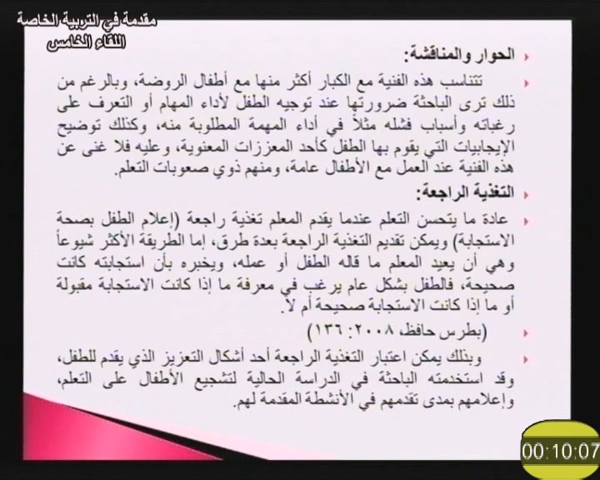 مقدمة في التربية الخاصة
اللقاء الخامس
الحوار والمناقشة:
تتناسب هذه الفنية مع الكبار أكثر منها مع أطفال الروضة، وبالرغم من
ذلك ترى الباحثة ضرورتها عند توجيه الطفل لأداء المهام أو التعرف على
رغباته وأسباب فشله مثلاً في أداء المهمة المطلوبة منه، وكذلك توضيح
الإيجابيات التي يقوم بها الطفل كأحد المعززات المعنوية، وعليه فلا غنى عن
هذه الفنية عند العمل مع الأطفال عامة، ومنهم ذوي صعوبات التعلم.
التغذية الراجعة:
عادة ما يتحسن التعلم عندما يقدم المعلم تغذية راجعة (إعلام الطفل بصحة
الاستجابة) ويمكن تقديم التغذية الراجعة بعدة طرق، إما الطريقة الأكثر شيوعاً
وهي أن يعيد المعلم ما قاله الطفل أو عمله، ويخبره بأن استجابته كانت
صحيحة، فالطفل بشكل عام يرغب في معرفة ما إذا كانت الاستجابة مقبولة
أو ما إذا كانت الاستجابة صحيحة أم لا.
(بطرس حافظ، ٢٠٠٨: ١٣٦)
وبذلك يمكن اعتبار التغذية الراجعة أحد أشكال التعزيز الذي يقدم للطفل،
وقد استخدمته الباحثة في الدراسة الحالية لتشجيع الأطفال على التعلم،
وإعلامهم بمدى تقدمهم في الأنشطة المقدمة لهم.
00:10:07